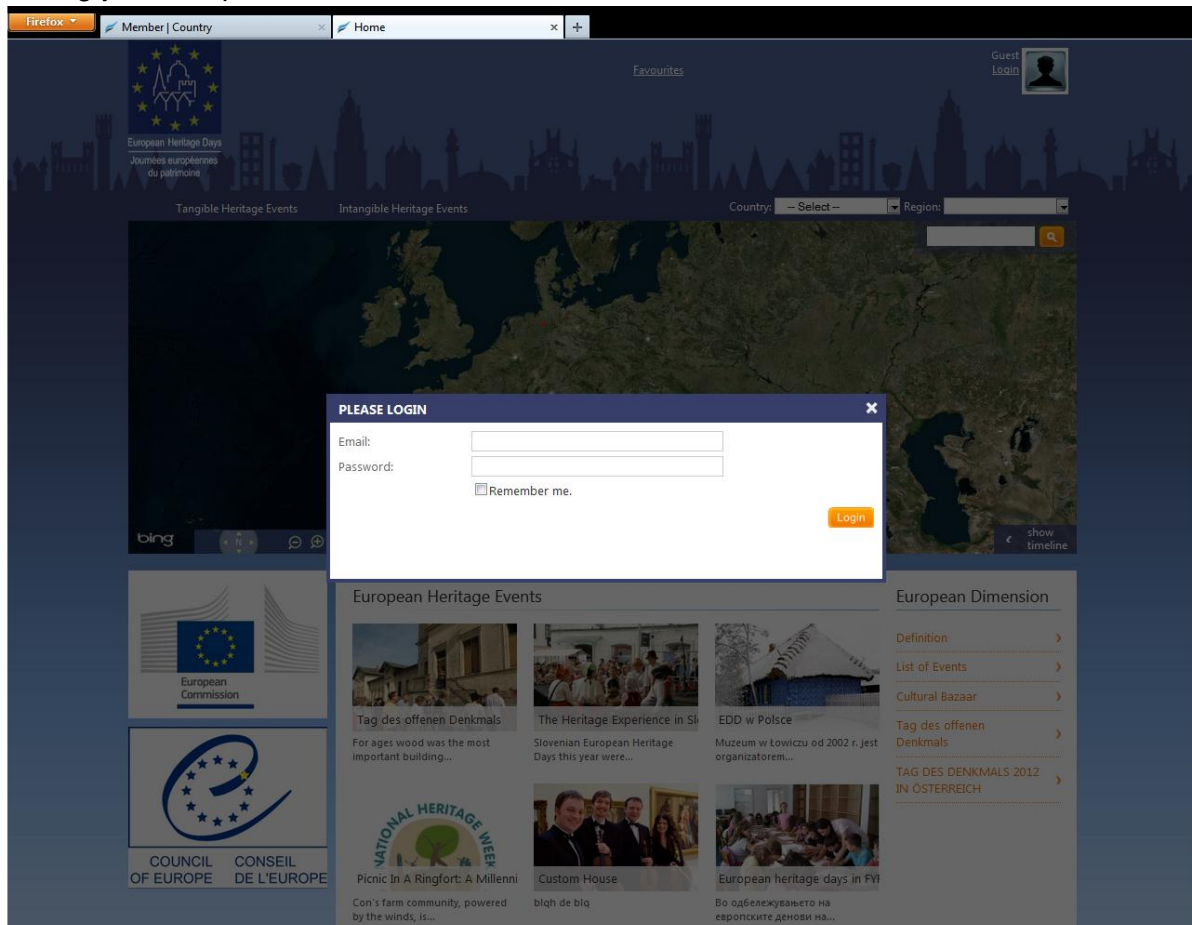 Firefox
Member | Country
Home
Favourites
Guest
Login
European Heritage Days
Journées européennes
du patrimoine
Tangible Heritage Events
Intangible Heritage Events
Country:
-- Select --
Region:
PLEASE LOGIN
Email:
Password:
Remember me.
Login
bing
N
show
timeline
European
Commission
COUNCIL CONSEIL
OF EUROPE DE L'EUROPE
European Heritage Events
Tag des offenen Denkmals
For ages wood was the most
important building...
The Heritage Experience in Sl
Slovenian European Heritage
Days this year were...
EDD w Polsce
Muzeum w Łowiczu od 2002 r. jest
organizatorem...
NATIONAL HERITAGE WEEK
Picnic In A Ringfort: A Millenni
Con's farm community, powered
by the winds, is...
Custom House
blqh de blq
European heritage days in FYR
Во одбележувањето на
европските денови на...
European Dimension
Definition
List of Events
Cultural Bazaar
Tag des offenen
Denkmals
TAG DES DENKMALS 2012
IN ÖSTERREICH